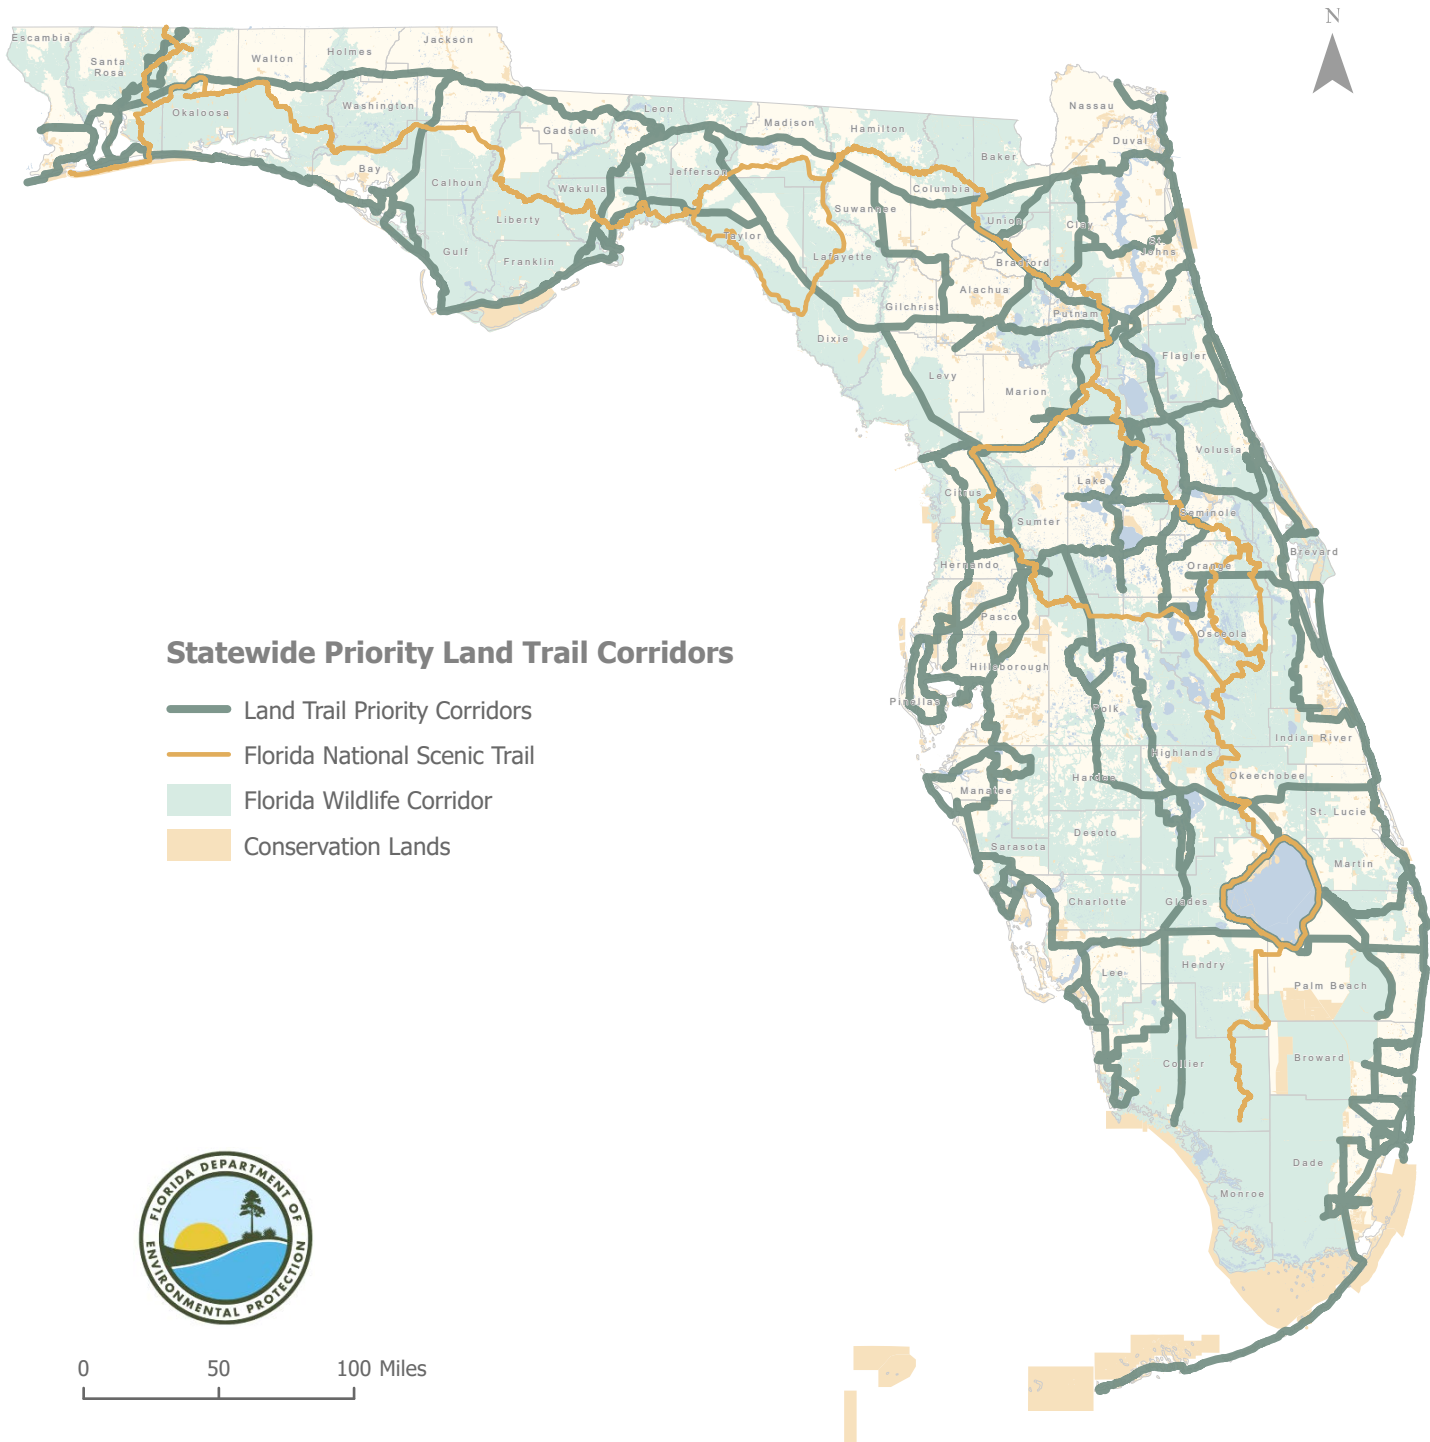 N
Escambia
Santa
Rosa
Okaloosa
Walton
Holmes
Jackson
Washington
Bay
Calhoun
Gulf
Liberty
Franklin
Gadsden
Leon
Wakulla
Jefferson
Madison
Taylor
Hamilton
Suwannee
Lafayette
Dixie
Columbia
Baker
Nassau
Duval
Union
Bradford
Clay
St.
Johns
Alachua
Gilchrist
Putnam
Flagler
Levy
Marion
Volusia
Citrus
Sumter
Lake
Seminole
Hernando
Orange
Brevard
Pasco
Osceola
Hillsborough
Pinellas
Polk
Indian River
Manatee
Hardee
Highlands
Okeechobee
St. Lucie
Sarasota
Desoto
Martin
Charlotte
Glades
Lee
Hendry
Palm Beach
Collier
Broward
Dade
Monroe
Statewide Priority Land Trail Corridors
Land Trail Priority Corridors
Florida National Scenic Trail
Florida Wildlife Corridor
Conservation Lands
FLORIDA DEPARTMENT OF
ENVIRONMENTAL PROTECTION
0 50 100 Miles